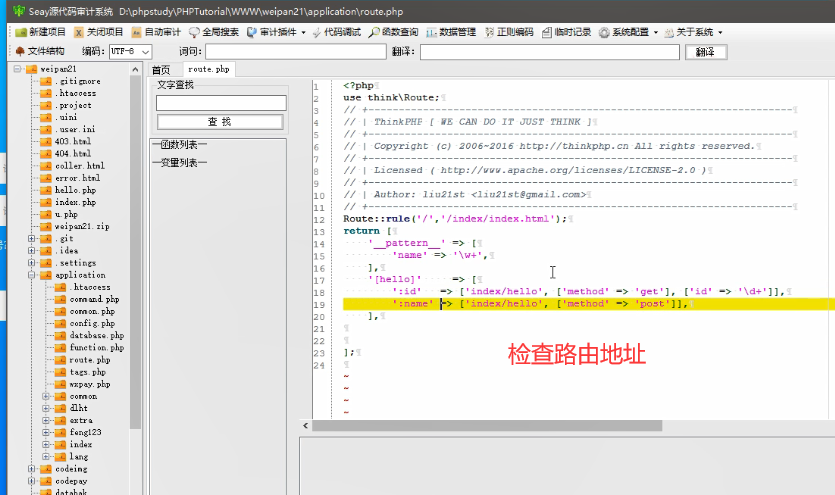 Seay源代码审计系统 D:\phpstudy\PHPTutorial\WWW\weipan21\application\route.php
新建项目 关闭项目 自动审计 全局搜索 审计插件 代码调试 函数查询 数据管理 正则编码 临时记录 系统配置 关于系统
文件结构 编码: UTF-8 词词: 翻译: 翻译
weipan21
.gitignore
.htaccess
.project
.uini
.user.ini
403.html
404.html
coller.html
error.html
hello.php
index.php
u.php
weipan21.zip
.git
.idea
.settings
application
.htaccess
command.php
common.php
config.php
database.php
function.php
route.php
tags.php
wxpay.php
common
dlht
extra
feng123
index
lang
codeimg
codepay
databak
首页 route.php
文字查找
查 找
—函数列表—
—变量列表—
1 <?php
2 use think\Route;
3 // +----------------------------------------------------------------------
4 // | ThinkPHP [ WE CAN DO IT JUST THINK ]
5 // +----------------------------------------------------------------------
6 // | Copyright (c) 2006~2016 http://thinkphp.cn All rights reserved.
7 // +----------------------------------------------------------------------
8 // | Licensed ( http://www.apache.org/licenses/LICENSE-2.0 )
9 // +----------------------------------------------------------------------
10 // | Author: liu21st <liu21st@gmail.com>
11 // +----------------------------------------------------------------------
12 Route::rule('/','/index/index.html');
13 return [
14 '__pattern__' => [
15 'name' => '\w+',
16 ],
17 '[hello]' => [
18 ':id' => ['index/hello', ['method' => 'get'], ['id' => '\d+']],
19 ':name' => ['index/hello', ['method' => 'post']],
20 ],
21
22
23 ];
24
~
~
~
~
检查路由地址